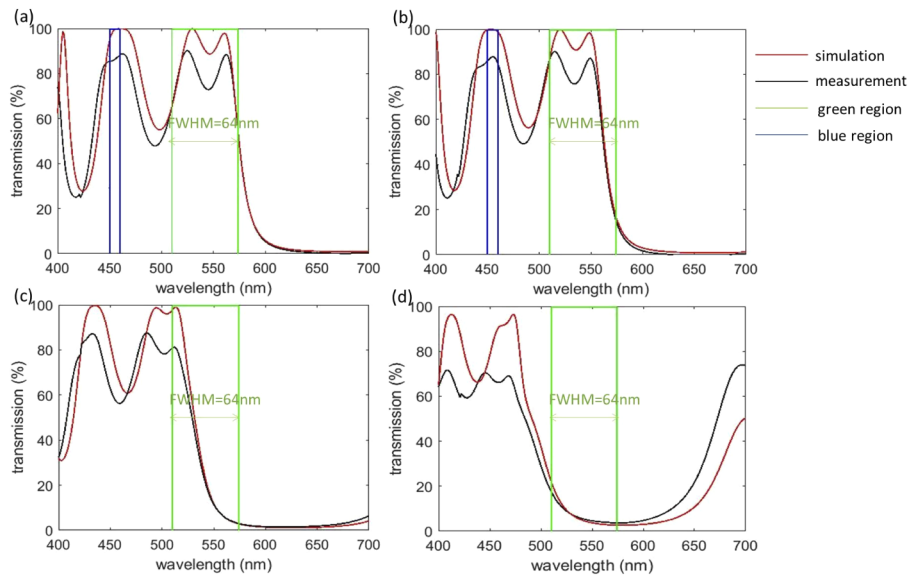 (a)
100
80
60
40
20
0
transmission (%)
FWHM=64nm
400 450 500 550 600 650 700
wavelength (nm)
(b)
100
80
60
40
20
0
transmission (%)
FWHM=64nm
400 450 500 550 600 650 700
wavelength (nm)
simulation
measurement
green region
blue region
(c)
100
80
60
40
20
0
transmission (%)
FWHM=64nm
400 450 500 550 600 650 700
wavelength (nm)
(d)
100
80
60
40
20
0
transmission (%)
FWHM=64nm
400 450 500 550 600 650 700
wavelength (nm)